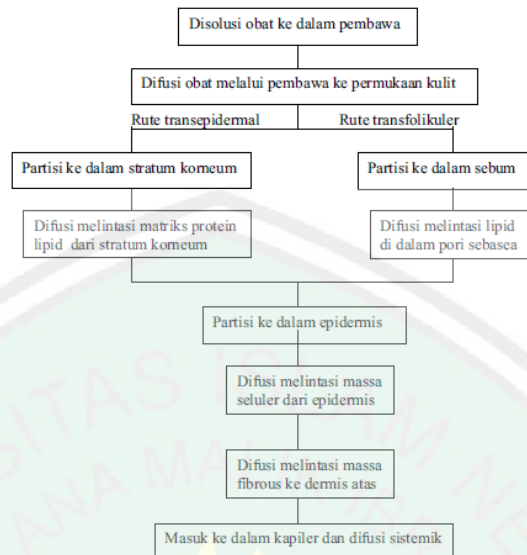 Disolusi obat ke dalam pembawa
Difusi obat melalui pembawa ke permukaan kulit
Rute transepidermal
Rute transfolikuler
Partisi ke dalam stratum korneum
Partisi ke dalam sebum
Difusi melintasi matriks protein
lipid dari stratum korneum
Difusi melintasi lipid
di dalam pori sebasea
Partisi ke dalam epidermis
Difusi melintasi massa
seluler dari epidermis
Difusi melintasi massa
fibrous ke dermis atas
Masuk ke dalam kapiler dan difusi sistemik